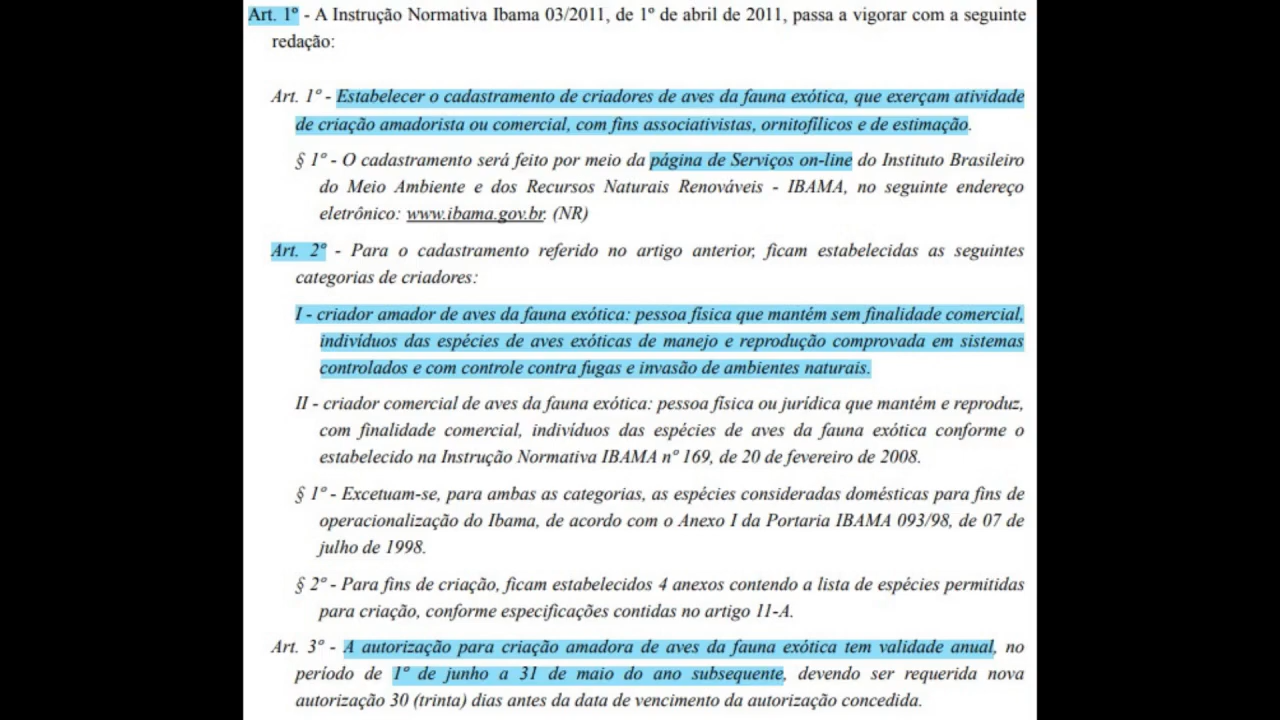 Art. 1º - A Instrução Normativa Ibama 03/2011, de 1º de abril de 2011, passa a vigorar com a seguinte
redação:
Art. 1º - Estabelecer o cadastramento de criadores de aves da fauna exótica, que exerçam atividade
de criação amadorista ou comercial, com fins associativistas, ornitofílicos e de estimação.
§ 1º - O cadastramento será feito por meio da página de Serviços on-line do Instituto Brasileiro
do Meio Ambiente e dos Recursos Naturais Renováveis - IBAMA, no seguinte endereço
eletrônico: www.ibama.gov.br. (NR)
Art. 2º - Para o cadastramento referido no artigo anterior, ficam estabelecidas as seguintes
categorias de criadores:
I - criador amador de aves da fauna exótica: pessoa física que mantém sem finalidade comercial,
indivíduos das espécies de aves exóticas de manejo e reprodução comprovada em sistemas
controlados e com controle contra fugas e invasão de ambientes naturais.
II - criador comercial de aves da fauna exótica: pessoa física ou jurídica que mantém e reproduz,
com finalidade comercial, indivíduos das espécies de aves da fauna exótica conforme o
estabelecido na Instrução Normativa IBAMA nº 169, de 20 de fevereiro de 2008.
§ 1º - Excetuam-se, para ambas as categorias, as espécies consideradas domésticas para fins de
operacionalização do Ibama, de acordo com o Anexo I da Portaria IBAMA 093/98, de 07 de
julho de 1998.
§ 2º - Para fins de criação, ficam estabelecidos 4 anexos contendo a lista de espécies permitidas
para criação, conforme especificações contidas no artigo 11-A.
Art. 3º - A autorização para criação amadora de aves da fauna exótica tem validade anual, no
período de 1º de junho a 31 de maio do ano subsequente, devendo ser requerida nova
autorização 30 (trinta) dias antes da data de vencimento da autorização concedida.